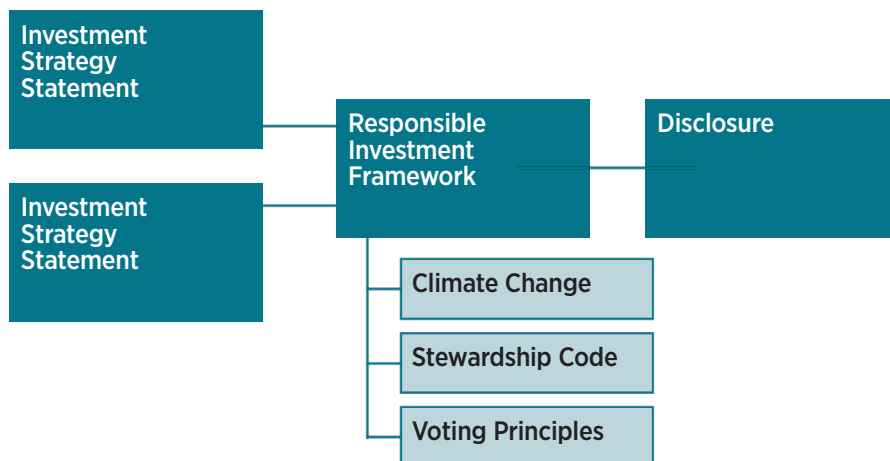 Investment
Strategy
Statement
Investment
Strategy
Statement
Responsible
Investment
Framework
Disclosure
Climate Change
Stewardship Code
Voting Principles